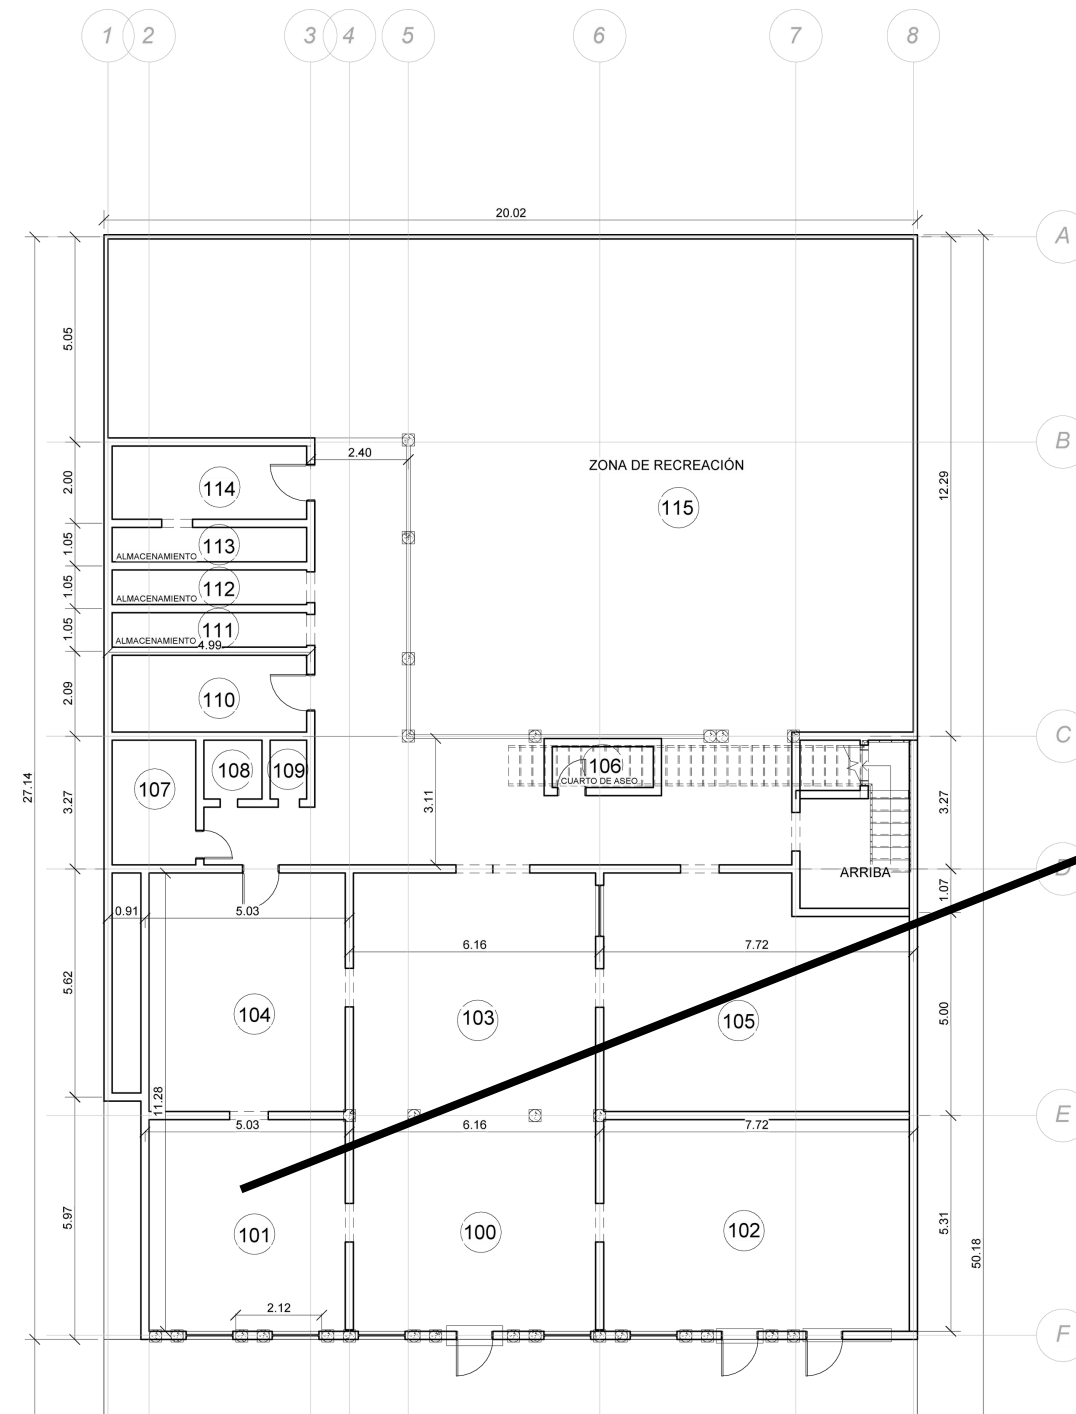 1 2 3 4 5 6 7 8
20.02
A
5.05
B
2.40
ZONA DE RECREACIÓN
12.29
2.00
114
115
1.05
113
ALMACENAMIENTO
1.05
112
ALMACENAMIENTO
1.05
111
ALMACENAMIENTO
4.99
2.09
110
C
108 109
106
CUARTO DE ASEO
107
27.14
3.27
3.11
3.27
D
ARRIBA
1.07
0.91 5.03
6.16 7.72
5.62
104 103 105
5.00
11.28
E
5.03 6.16 7.72
5.97
101 100 102
5.31
50.18
2.12
F